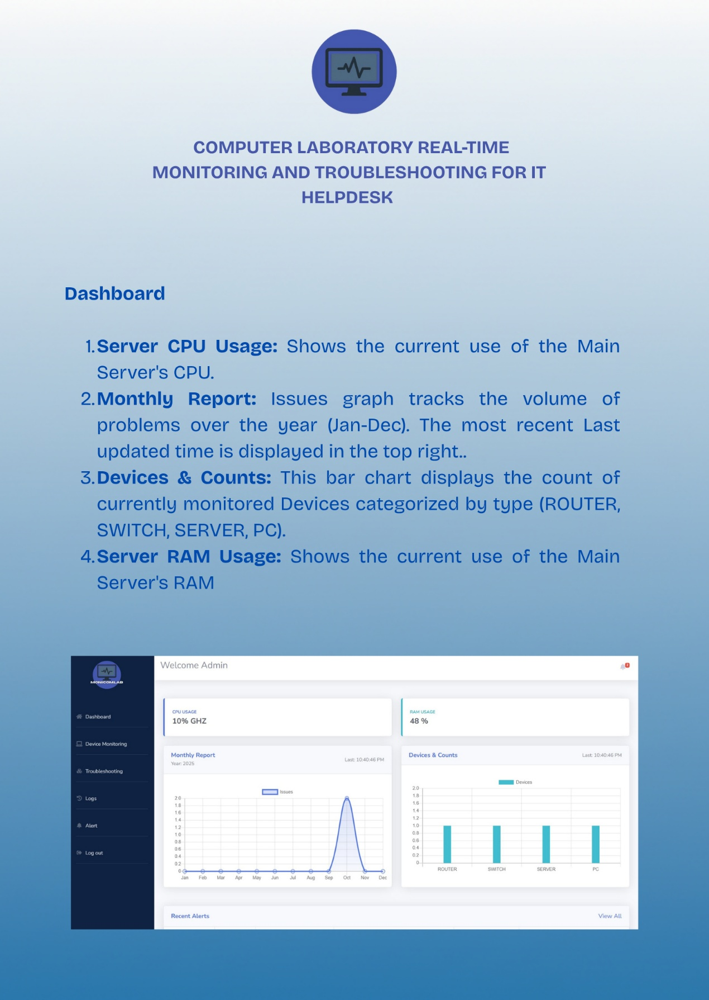 COMPUTER LABORATORY REAL-TIME
MONITORING AND TROUBLESHOOTING FOR IT
HELPDESK
Dashboard
1. Server CPU Usage: Shows the current use of the Main
Server's CPU.
2. Monthly Report: Issues graph tracks the volume of
problems over the year (Jan-Dec). The most recent Last
updated time is displayed in the top right..
3. Devices & Counts: This bar chart displays the count of
currently monitored Devices categorized by type (ROUTER,
SWITCH, SERVER, PC).
4. Server RAM Usage: Shows the current use of the Main
Server's RAM
MONICOMLAB
Dashboard
Device Monitoring
Troubleshooting
Logs
Alert
Log out
Welcome Admin
CPU USAGE
10% GHZ
RAM USAGE
48 %
Monthly Report
Year: 2025
Last: 10:40:46 PM
Issues
2.0
1.8
1.6
1.4
1.2
1.0
0.8
0.6
0.4
0.2
0
Jan Feb Mar Apr May Jun Jul Aug Sep Oct Nov Dec
Devices & Counts
Last: 10:40:46 PM
Devices
2.0
1.8
1.6
1.4
1.2
1.0
0.8
0.6
0.4
0.2
0
ROUTER SWITCH SERVER PC
Recent Alerts
View All